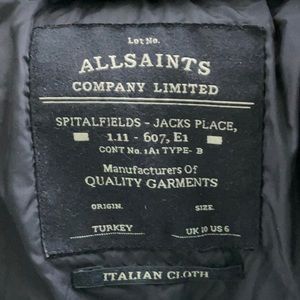 Lot No.
ALLSAINTS
COMPANY LIMITED
SPITALFIELDS - JACKS PLACE,
1.11 - 607, E1
CONT No. 1A1 TYPE- B
Manufacturers Of
QUALITY GARMENTS
ORIGIN. SIZE.
TURKEY UK 10 US 6
ITALIAN CLOTH